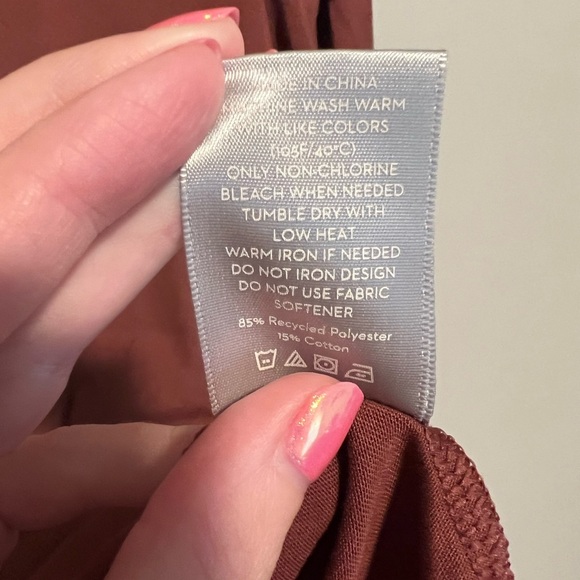 IN CHINA
WASH WARM
WITH LIKE COLORS
(105F/40°C)
ONLY NON-CHLORINE
BLEACH WHEN NEEDED
TUMBLE DRY WITH
LOW HEAT
WARM IRON IF NEEDED
DO NOT IRON DESIGN
DO NOT USE FABRIC
SOFTENER
85% Recycled Polyester
15% Cotton